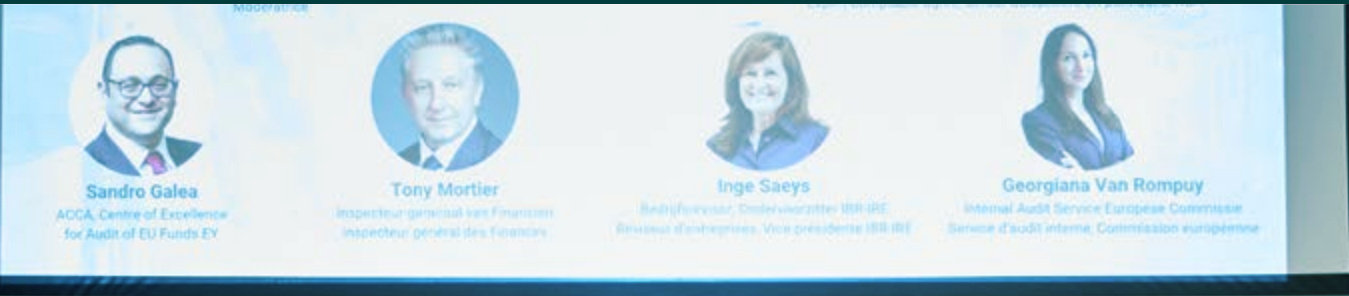 Modératrice
Sandro Galea
ACCA, Centre of Excellence
for Audit of EU Funds EY
Tony Mortier
Inspecteur-generaal van Financiën
Inspecteur général des Finances
Inge Saeys
Bedrijfsrevisor, Ondervoorzitter IBR-IRE
Réviseur d'entreprises, Vice-présidente IBR-IRE
Georgiana Van Rompuy
Internal Audit Service Europese Commissie
Service d'audit interne, Commission européenne